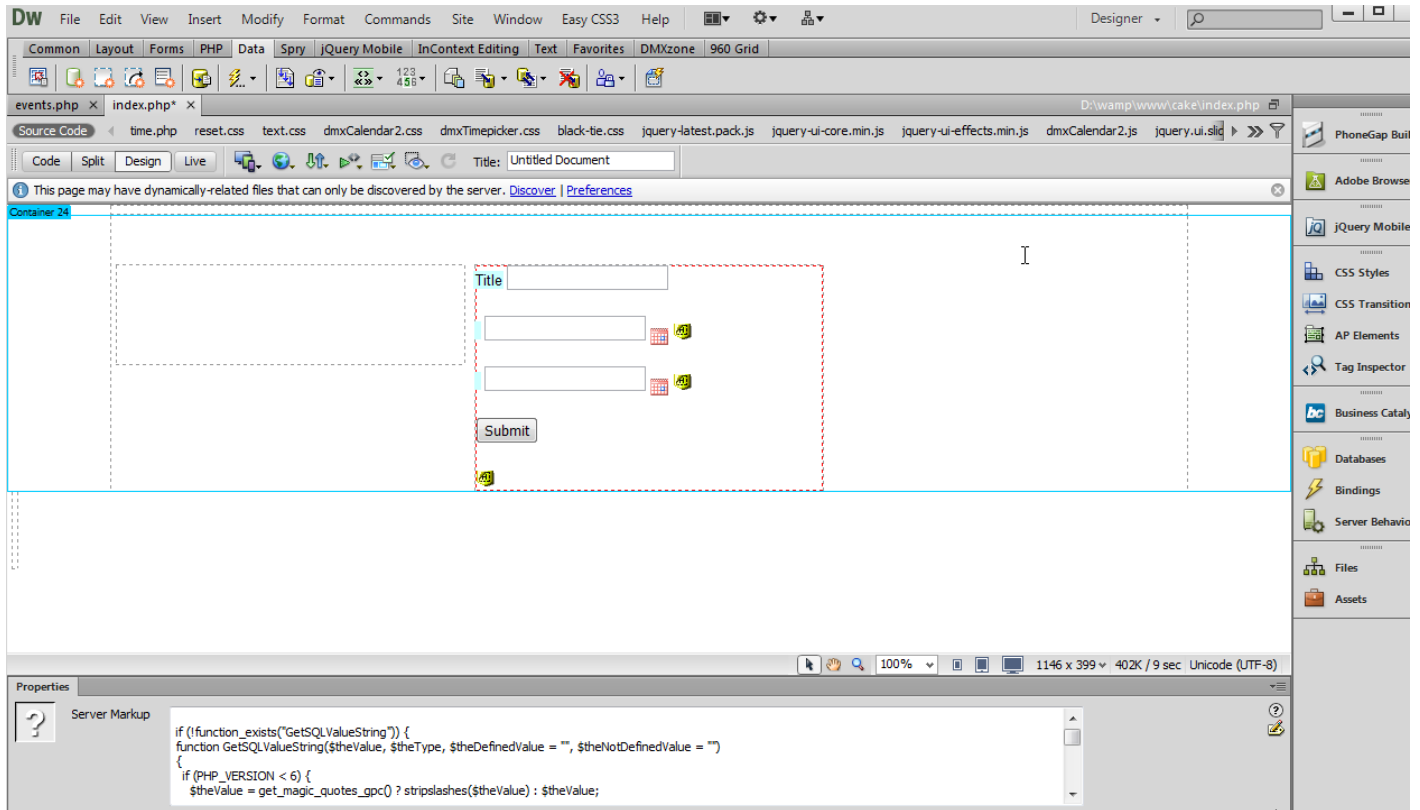 DW File Edit View Insert Modify Format Commands Site Window Easy CSS3 Help Designer
Common Layout Forms PHP Data Spry jQuery Mobile InContext Editing Text Favorites DMXzone 960 Grid
events.php index.php* D:\wamp\www\cake\index.php
Source Code time.php reset.css text.css dmxCalendar2.css dmxTimepicker.css black-tie.css jquery-latest.pack.js jquery-ui-core.min.js jquery-ui-effects.min.js dmxCalendar2.js jquery.ui.slid
Code Split Design Live Title: Untitled Document
This page may have dynamically-related files that can only be discovered by the server. Discover | Preferences
Container 24
Title
Submit
PhoneGap Buil
Adobe Browse
jQuery Mobile
CSS Styles
CSS Transition
AP Elements
Tag Inspector
Business Cataly
Databases
Bindings
Server Behavio
Files
Assets
100% 1146 x 399 402K / 9 sec Unicode (UTF-8)
Properties
Server Markup
if (!function_exists("GetSQLValueString")) {
function GetSQLValueString($theValue, $theType, $theDefinedValue = "", $theNotDefinedValue = "")
{
if (PHP_VERSION < 6) {
$theValue = get_magic_quotes_gpc() ? stripslashes($theValue) : $theValue;